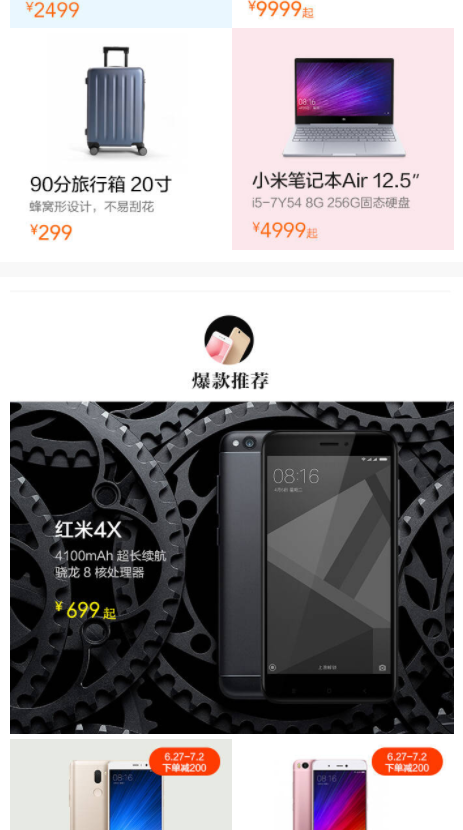 ¥2499
¥9999起
90分旅行箱 20寸
蜂窝形设计，不易刮花
¥299
小米笔记本Air 12.5″
i5-7Y54 8G 256G固态硬盘
¥4999起
爆款推荐
08:16
红米4X
4100mAh 超长续航
骁龙 8 核处理器
¥ 699 起
6.27-7.2
下单减200
08:16
6.27-7.2
下单减200